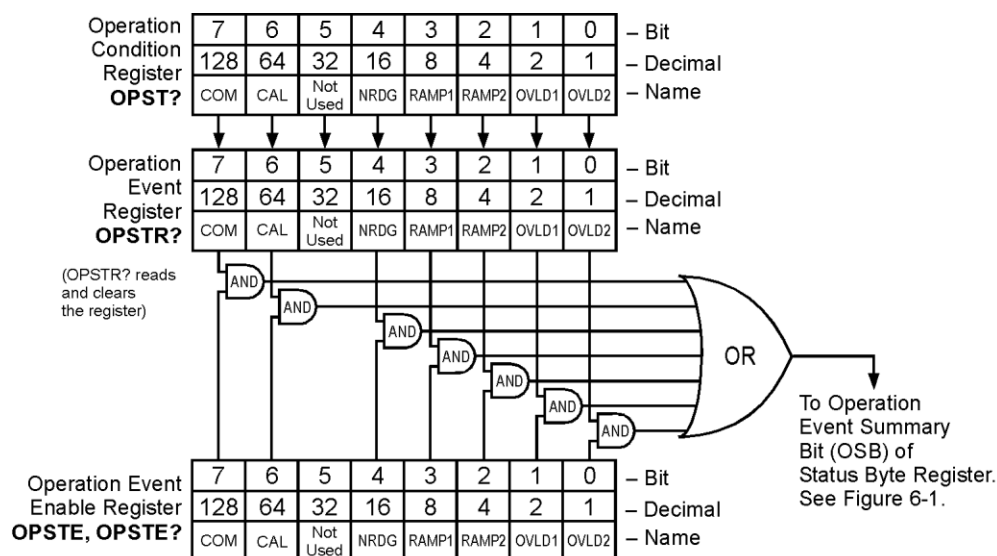 Operation
Condition
Register
OPST?
7 6 5 4 3 2 1 0 – Bit
128 64 32 16 8 4 2 1 – Decimal
COM CAL Not Used NRDG RAMP1 RAMP2 OVLD1 OVLD2 – Name
Operation
Event
Register
OPSTR?
7 6 5 4 3 2 1 0 – Bit
128 64 32 16 8 4 2 1 – Decimal
COM CAL Not Used NRDG RAMP1 RAMP2 OVLD1 OVLD2 – Name
(OPSTR? reads
and clears
the register)
AND
AND
AND
AND
AND
AND
AND
OR
To Operation
Event Summary
Bit (OSB) of
Status Byte Register.
See Figure 6-1.
Operation Event
Enable Register
OPSTE, OPSTE?
7 6 5 4 3 2 1 0 – Bit
128 64 32 16 8 4 2 1 – Decimal
COM CAL Not Used NRDG RAMP1 RAMP2 OVLD1 OVLD2 – Name